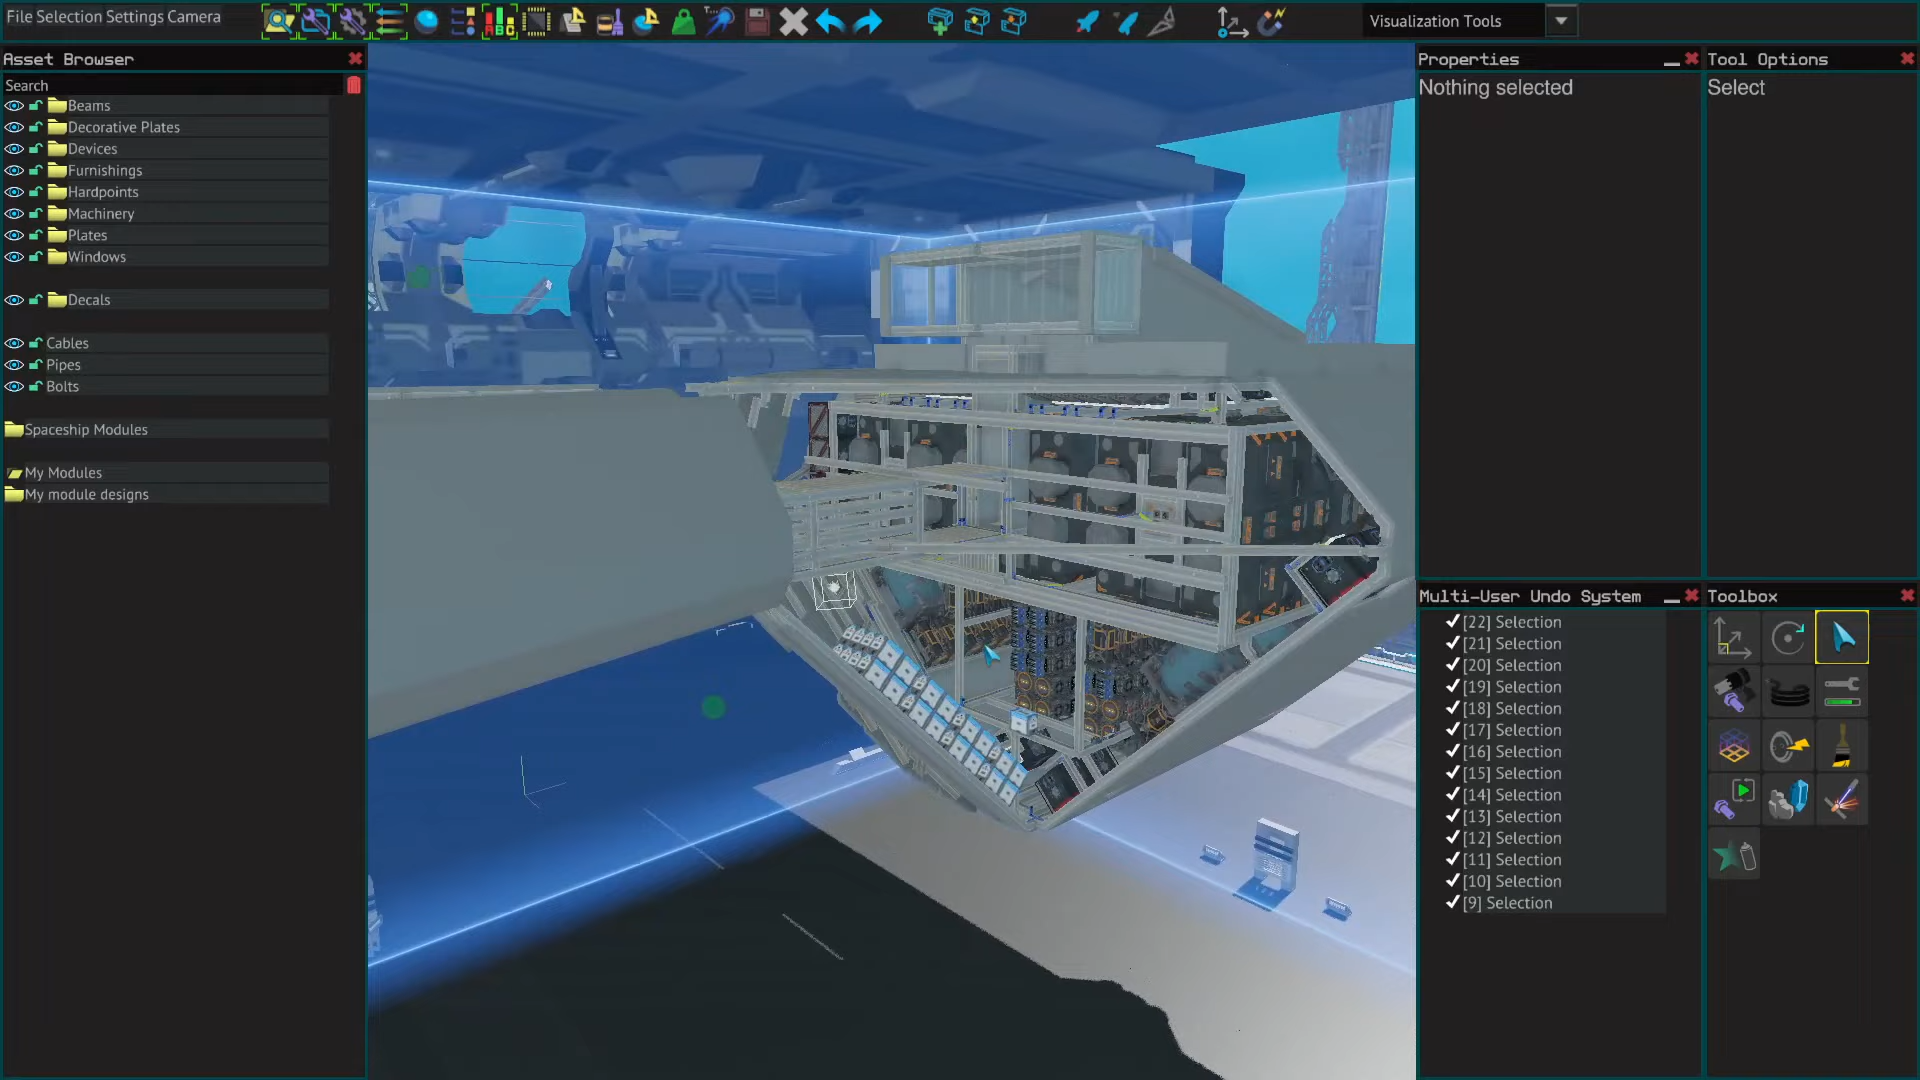 File Selection Settings Camera
ABC
Visualization Tools
Asset Browser
Search
Beams
Decorative Plates
Devices
Furnishings
Hardpoints
Machinery
Plates
Windows
Decals
Cables
Pipes
Bolts
Spaceship Modules
My Modules
My module designs
Properties
Nothing selected
Tool Options
Select
Multi-User Undo System
[22] Selection
[21] Selection
[20] Selection
[19] Selection
[18] Selection
[17] Selection
[16] Selection
[15] Selection
[14] Selection
[13] Selection
[12] Selection
[11] Selection
[10] Selection
[9] Selection
Toolbox